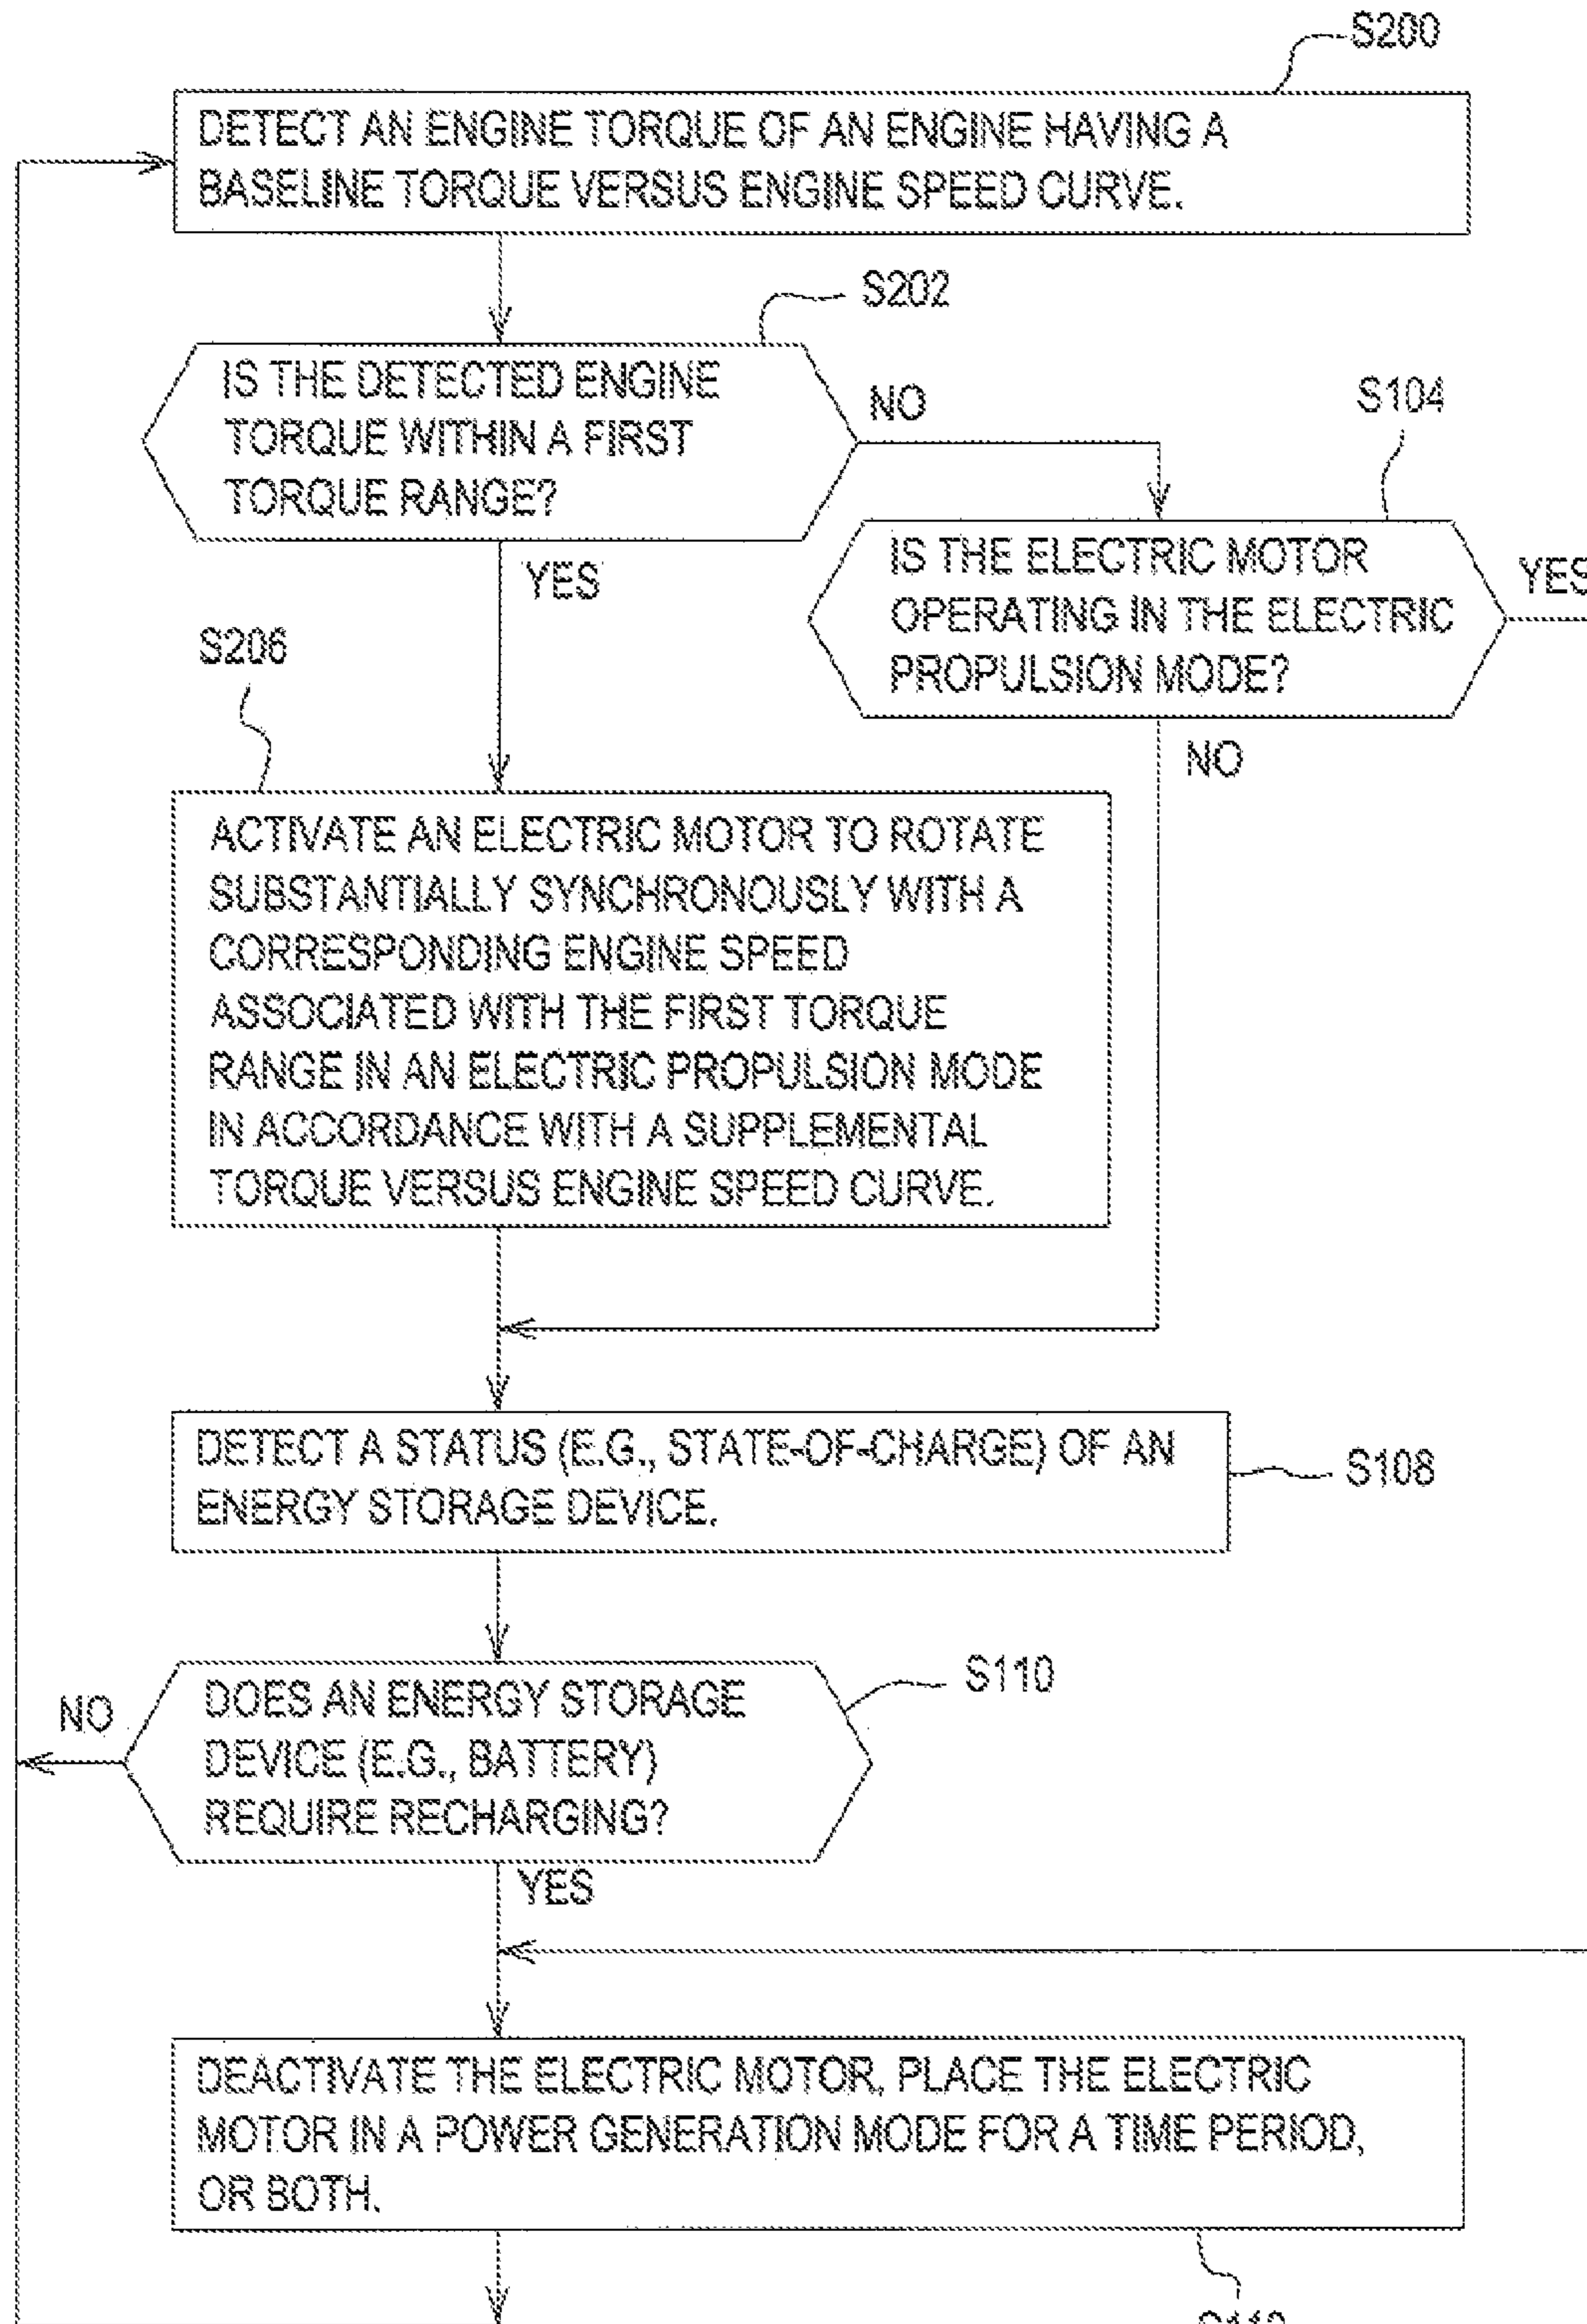 S200
DETECT AN ENGINE TORQUE OF AN ENGINE HAVING A
BASELINE TORQUE VERSUS ENGINE SPEED CURVE.
S202
IS THE DETECTED ENGINE
TORQUE WITHIN A FIRST
TORQUE RANGE?
NO
YES
S104
IS THE ELECTRIC MOTOR
OPERATING IN THE ELECTRIC
PROPULSION MODE?
YES
NO
S206
ACTIVATE AN ELECTRIC MOTOR TO ROTATE
SUBSTANTIALLY SYNCHRONOUSLY WITH A
CORRESPONDING ENGINE SPEED
ASSOCIATED WITH THE FIRST TORQUE
RANGE IN AN ELECTRIC PROPULSION MODE
IN ACCORDANCE WITH A SUPPLEMENTAL
TORQUE VERSUS ENGINE SPEED CURVE.
DETECT A STATUS (E.G., STATE-OF-CHARGE) OF AN
ENERGY STORAGE DEVICE.
S108
S110
DOES AN ENERGY STORAGE
DEVICE (E.G., BATTERY)
REQUIRE RECHARGING?
NO
YES
DEACTIVATE THE ELECTRIC MOTOR, PLACE THE ELECTRIC
MOTOR IN A POWER GENERATION MODE FOR A TIME PERIOD,
OR BOTH.